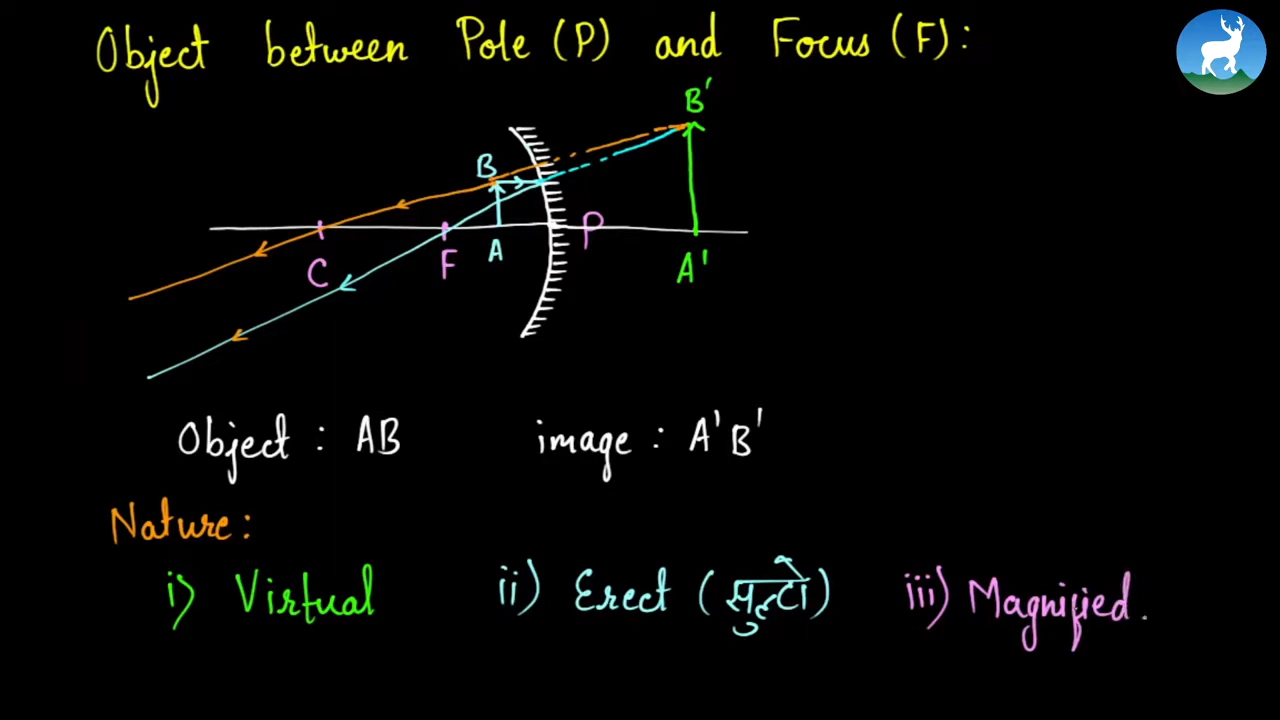 Object between Pole (P) and Focus (F):
B'
B
P
C F A A'
Object : AB image : A'B'
Nature:
i) Virtual ii) Erect (सुल्टो) iii) Magnified.